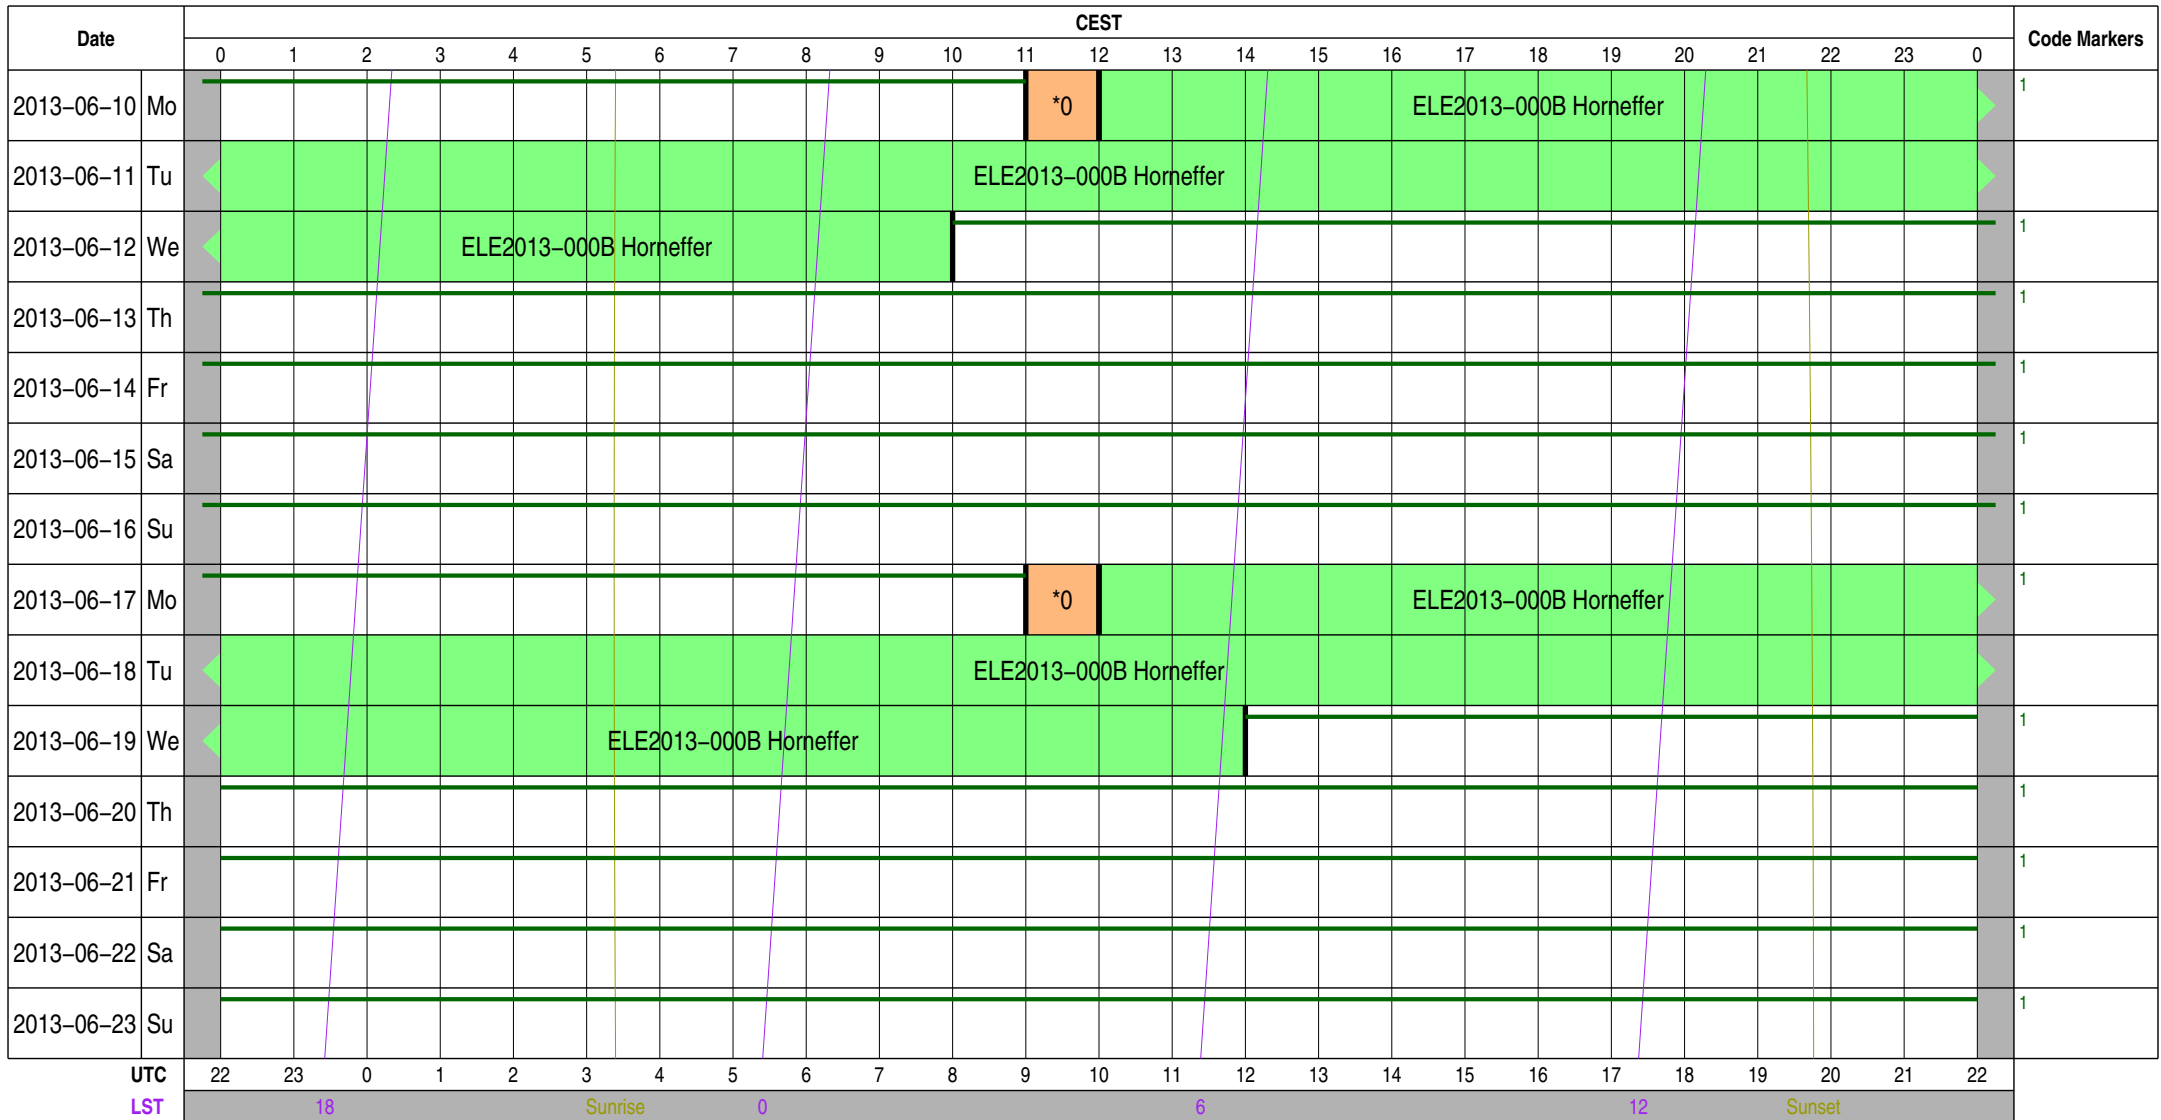 CEST
Date
Code Markers
0 1 2 3 4 5 6 7 8 9 10 11 12 13 14 15 16 17 18 19 20 21 22 23 0
2013–06–10 Mo *0 ELE2013–000B Horneffer 1
2013–06–11 Tu ELE2013–000B Horneffer
2013–06–12 We ELE2013–000B Horneffer 1
2013–06–13 Th 1
2013–06–14 Fr 1
2013–06–15 Sa 1
2013–06–16 Su 1
2013–06–17 Mo *0 ELE2013–000B Horneffer 1
2013–06–18 Tu ELE2013–000B Horneffer
2013–06–19 We ELE2013–000B Horneffer 1
2013–06–20 Th 1
2013–06–21 Fr 1
2013–06–22 Sa 1
2013–06–23 Su 1
UTC 22 23 0 1 2 3 4 5 6 7 8 9 10 11 12 13 14 15 16 17 18 19 20 21 22
LST 18 Sunrise 0 6 12 Sunset